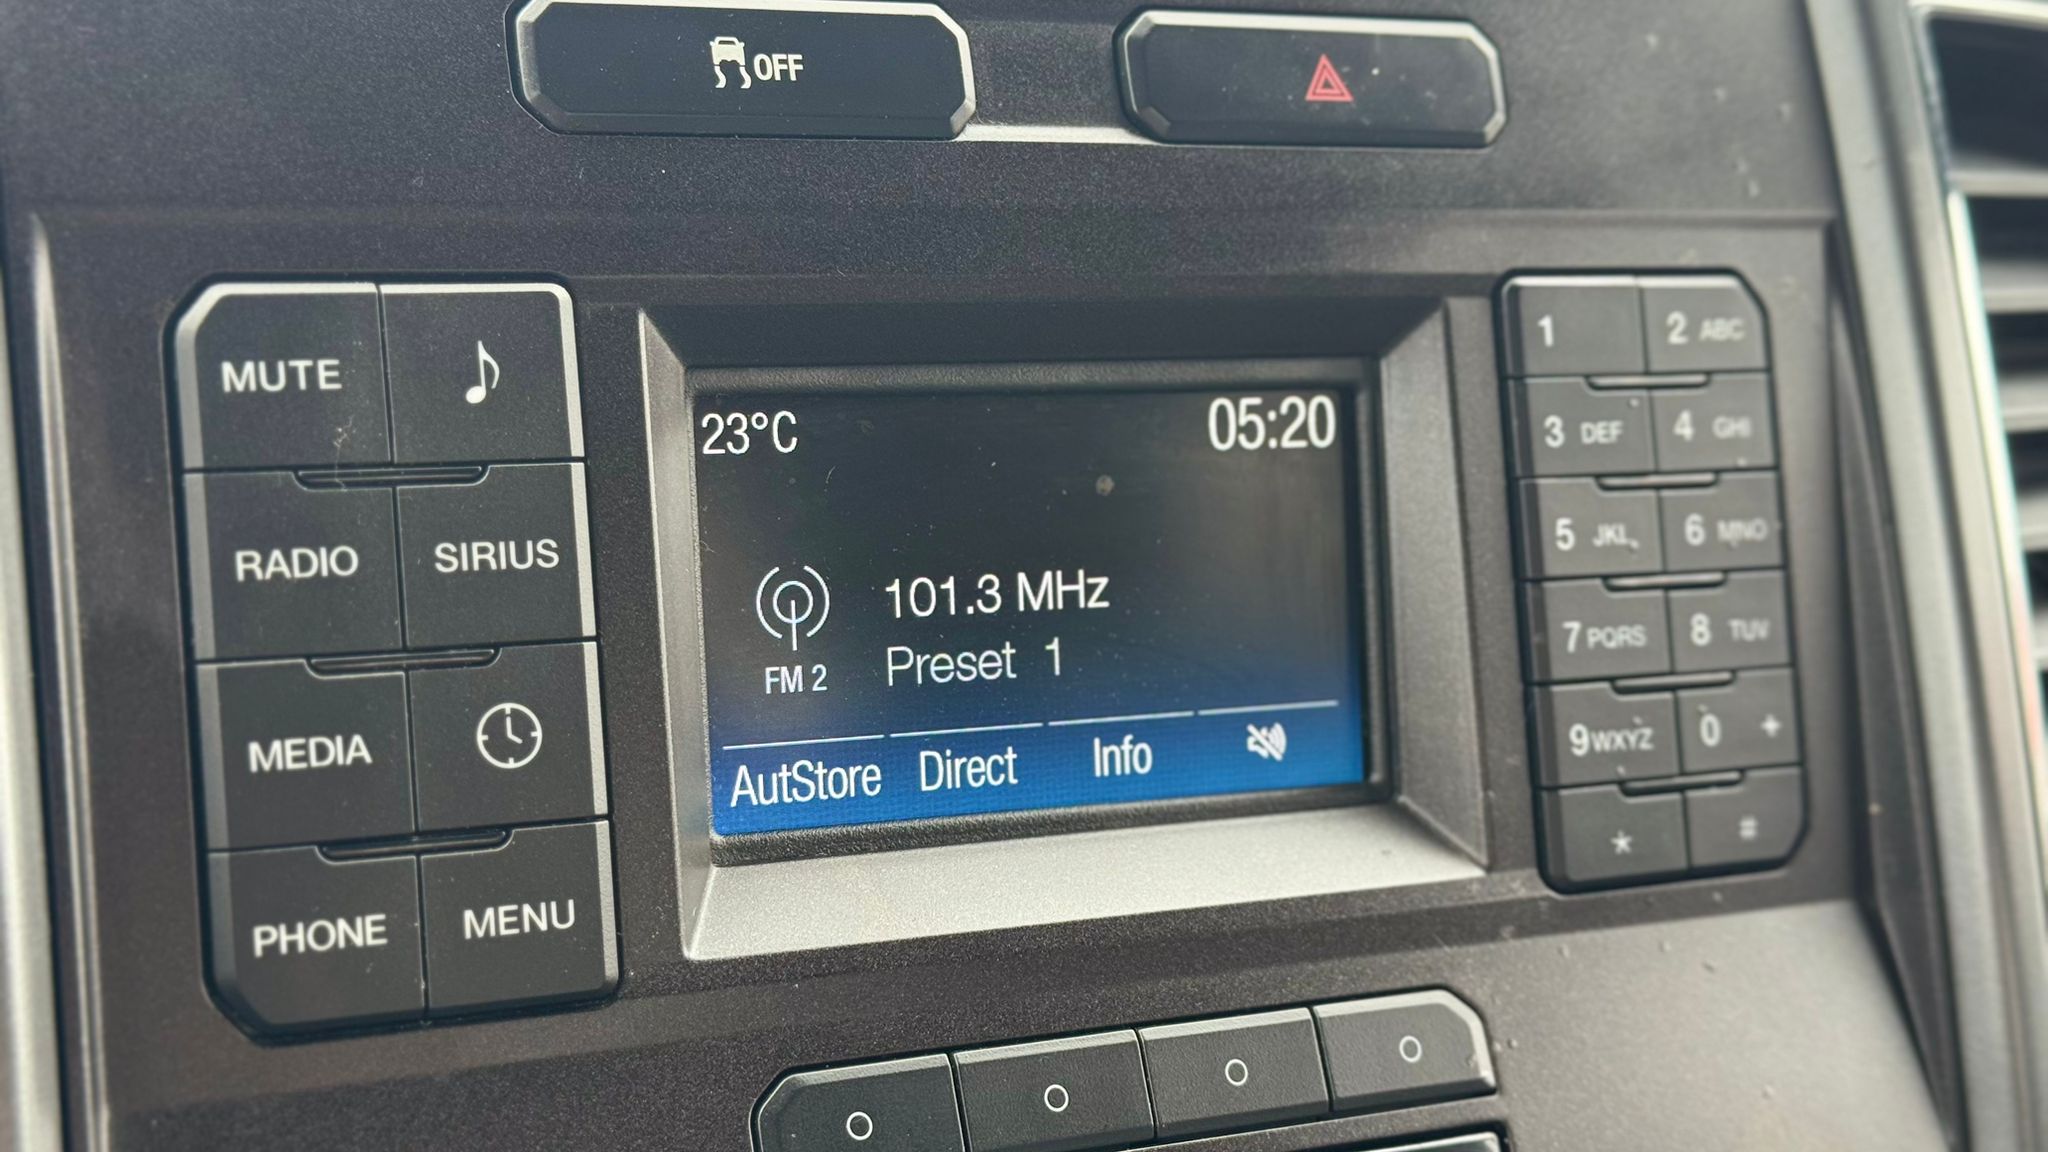 OFF
MUTE
RADIO SIRIUS
MEDIA
PHONE MENU
23°C 05:20
101.3 MHz
FM 2 Preset 1
AutStore Direct Info
1 2 ABC
3 DEF 4 GHI
5 JKL 6 MNO
7 PQRS 8 TUV
9 WXYZ 0 +
* #